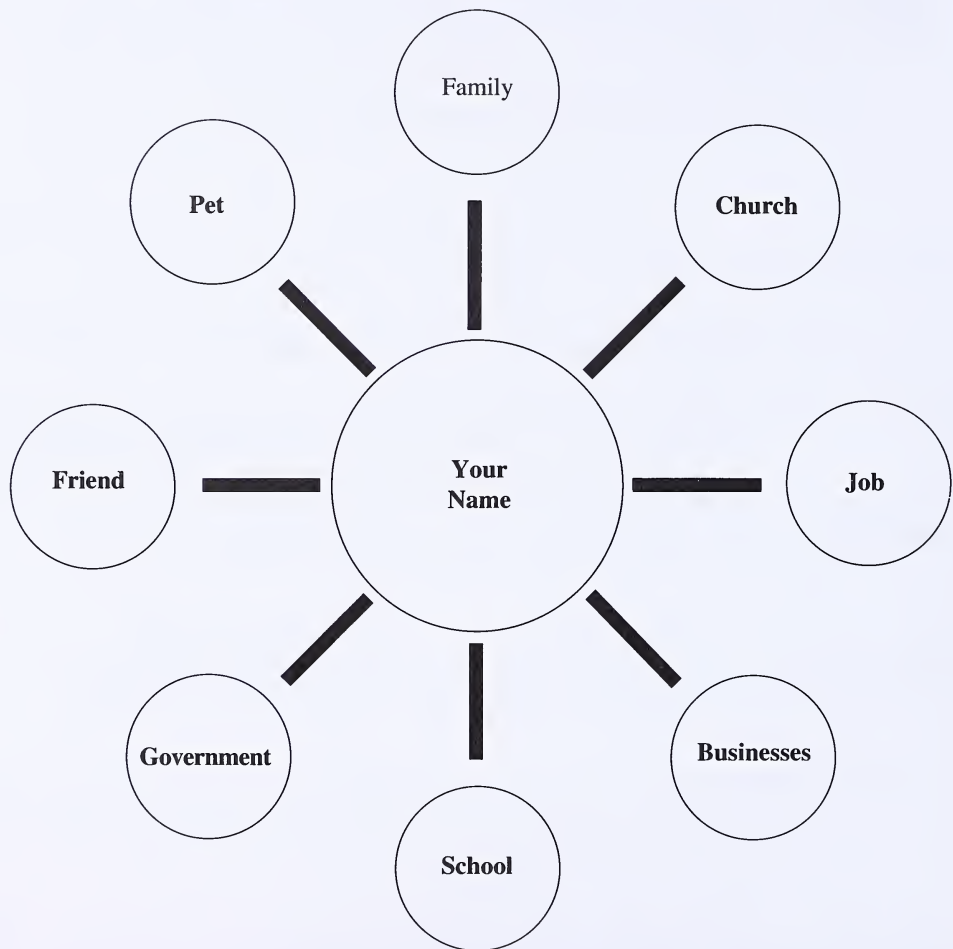 Family
Pet
Church
Friend
Your
Name
Job
Government
Businesses
School